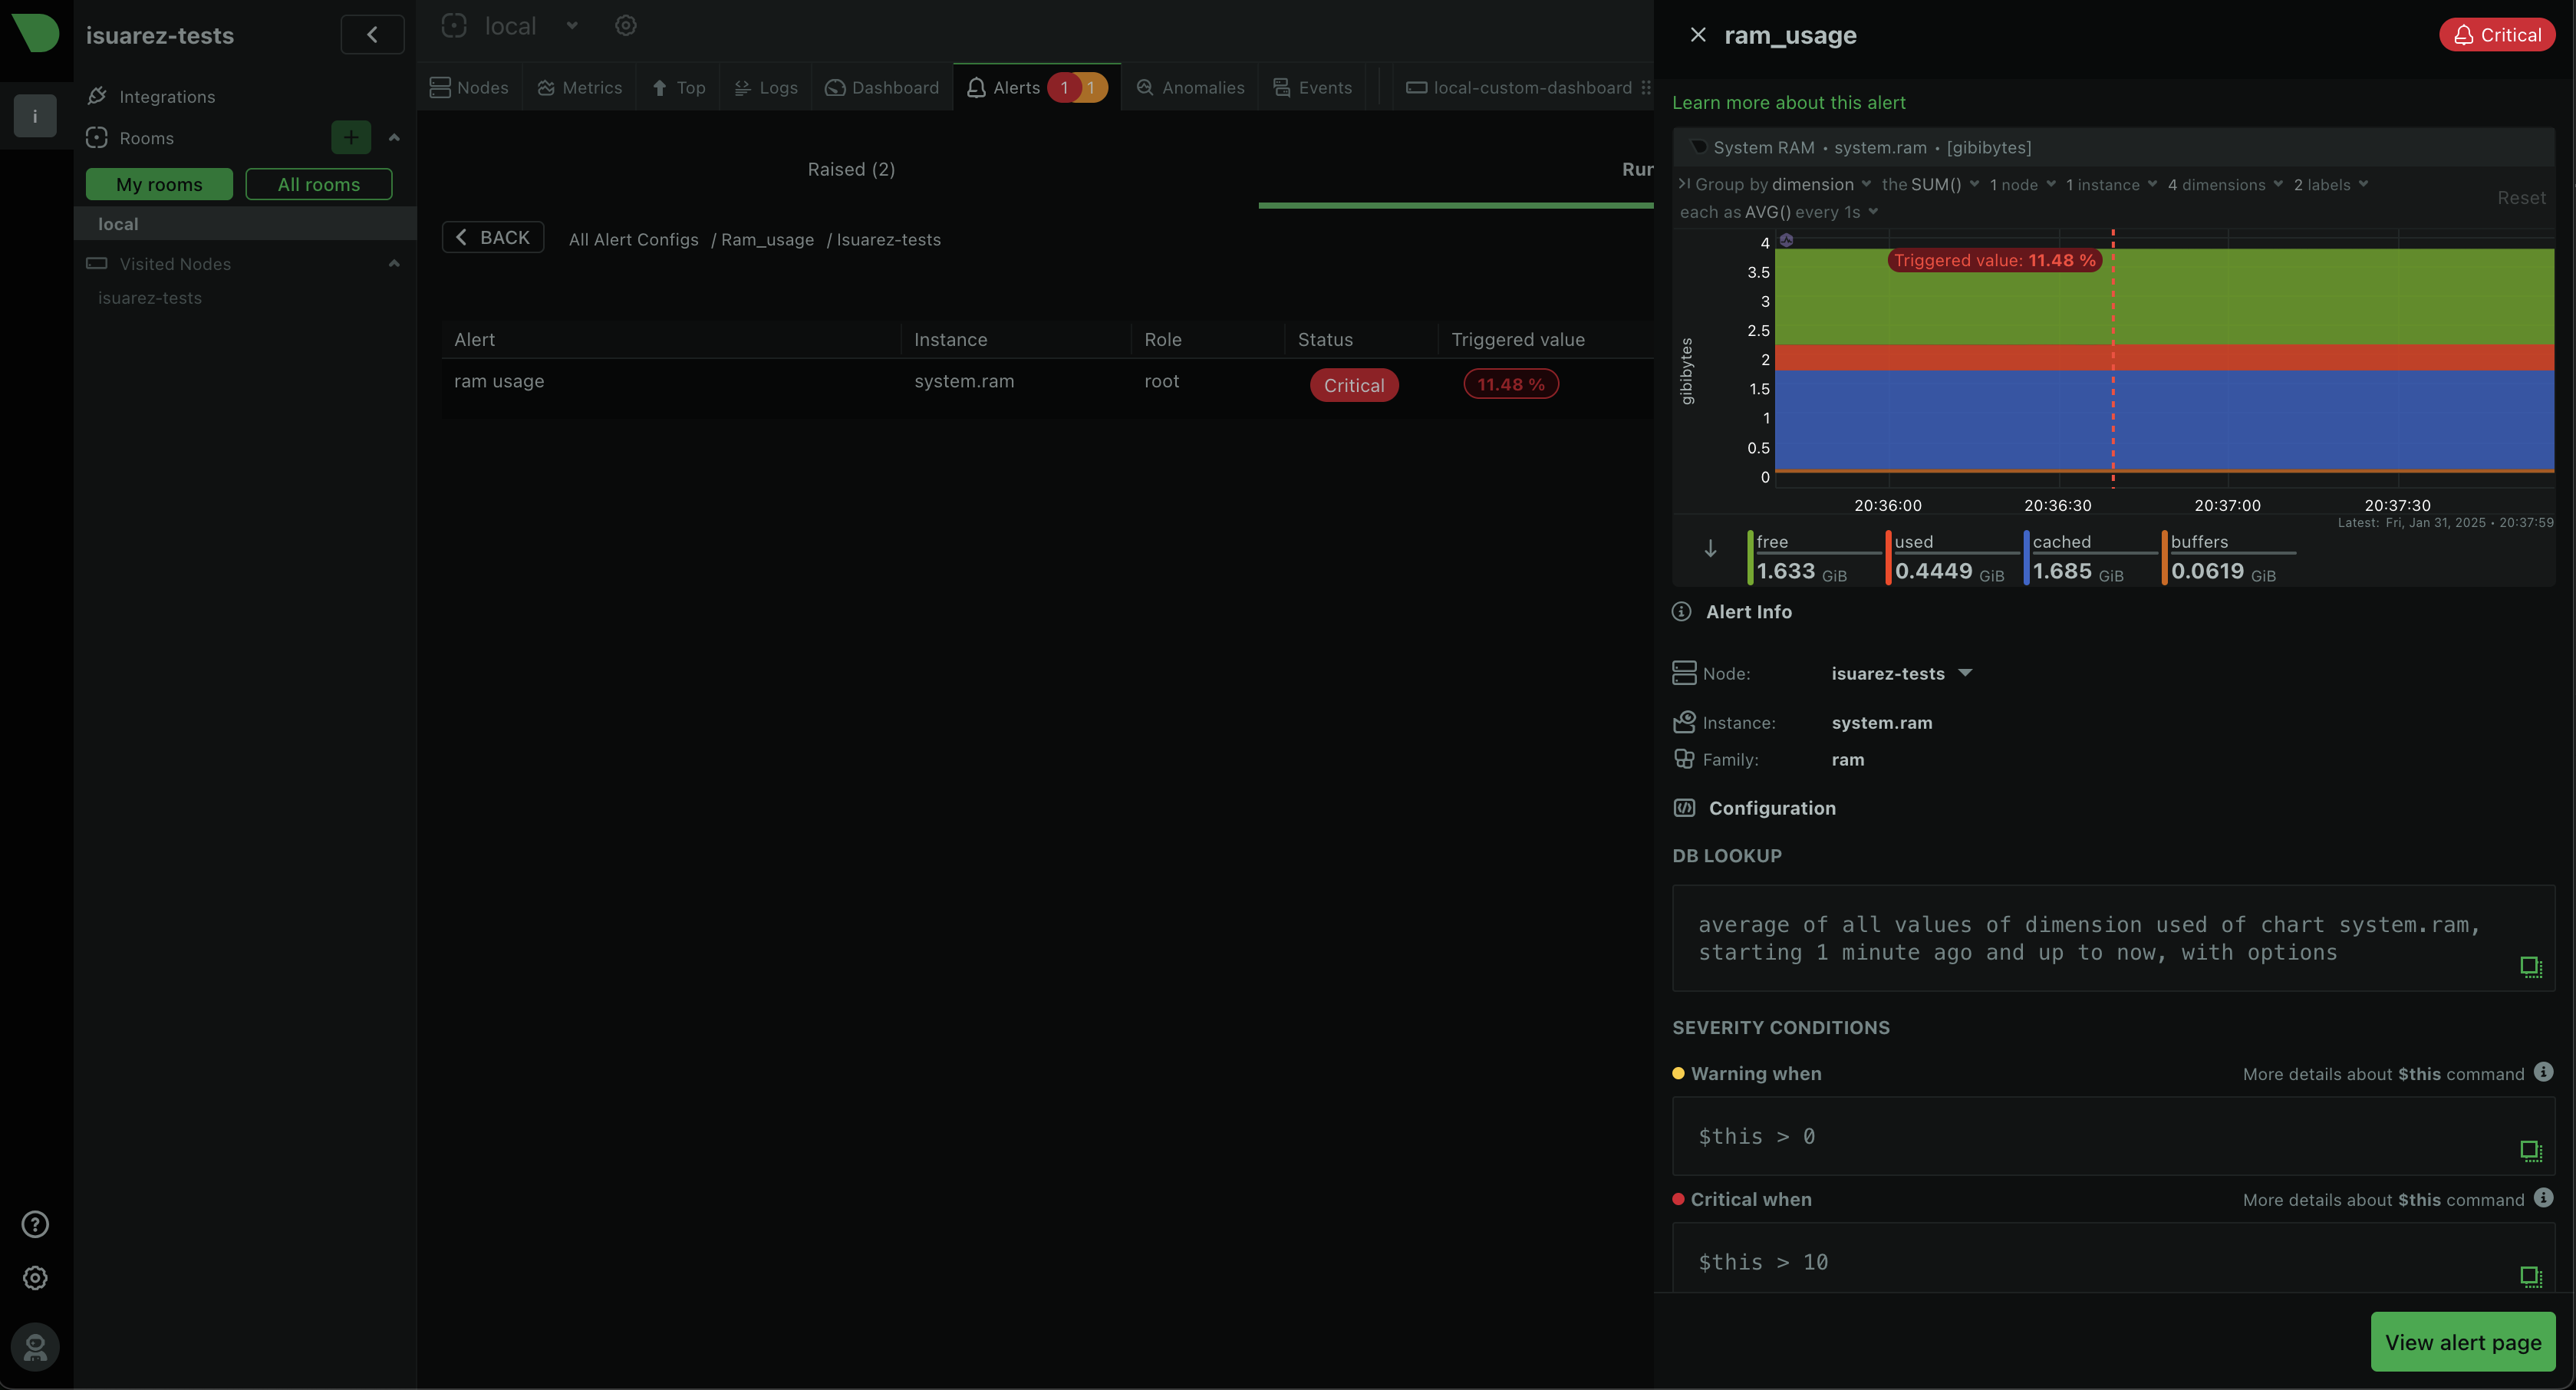 isuarez-tests
i
Integrations
Rooms
+
My rooms
All rooms
local
Visited Nodes
isuarez-tests
local
Nodes
Metrics
Top
Logs
Dashboard
Alerts 1 1
Anomalies
Events
local-custom-dashboard
Raised (2)
Run
BACK
All Alert Configs / Ram_usage / Isuarez-tests
Alert Instance Role Status Triggered value
ram usage system.ram root Critical 11.48 %
ram_usage
Critical
Learn more about this alert
System RAM • system.ram • [gibibytes]
Group by dimension the SUM() 1 node 1 instance 4 dimensions 2 labels
each as AVG() every 1s
Reset
gibibytes
4
3.5
3
2.5
2
1.5
1
0.5
0
Triggered value: 11.48 %
20:36:00 20:36:30 20:37:00 20:37:30
Latest: Fri, Jan 31, 2025 • 20:37:59
free used cached buffers
1.633 GiB 0.4449 GiB 1.685 GiB 0.0619 GiB
Alert Info
Node: isuarez-tests
Instance: system.ram
Family: ram
Configuration
DB LOOKUP
average of all values of dimension used of chart system.ram,
starting 1 minute ago and up to now, with options
SEVERITY CONDITIONS
Warning when
More details about $this command
$this > 0
Critical when
More details about $this command
$this > 10
View alert page